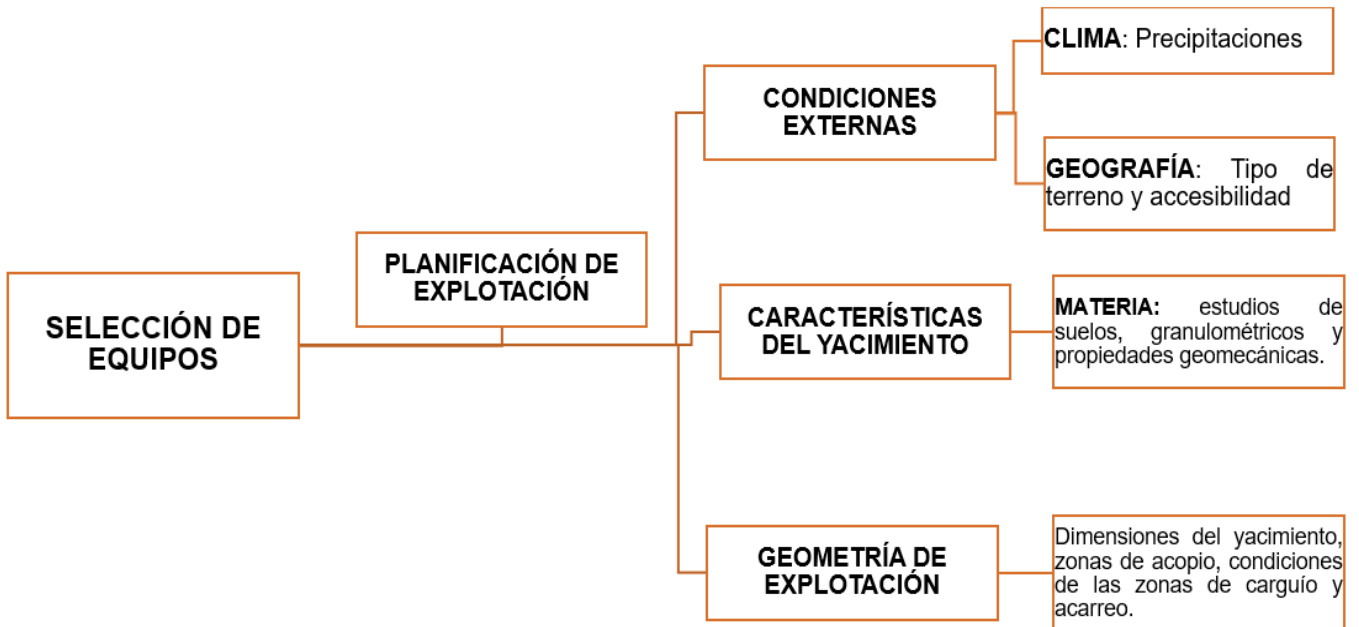 SELECCIÓN DE
EQUIPOS
PLANIFICACIÓN DE
EXPLOTACIÓN
CONDICIONES
EXTERNAS
CLIMA: Precipitaciones
GEOGRAFÍA: Tipo de
terreno y accesibilidad
CARACTERÍSTICAS
DEL YACIMIENTO
MATERIA: estudios de
suelos, granulométricos y
propiedades geomecánicas.
GEOMETRÍA DE
EXPLOTACIÓN
Dimensiones del yacimiento,
zonas de acopio, condiciones
de las zonas de carguío y
acarreo.